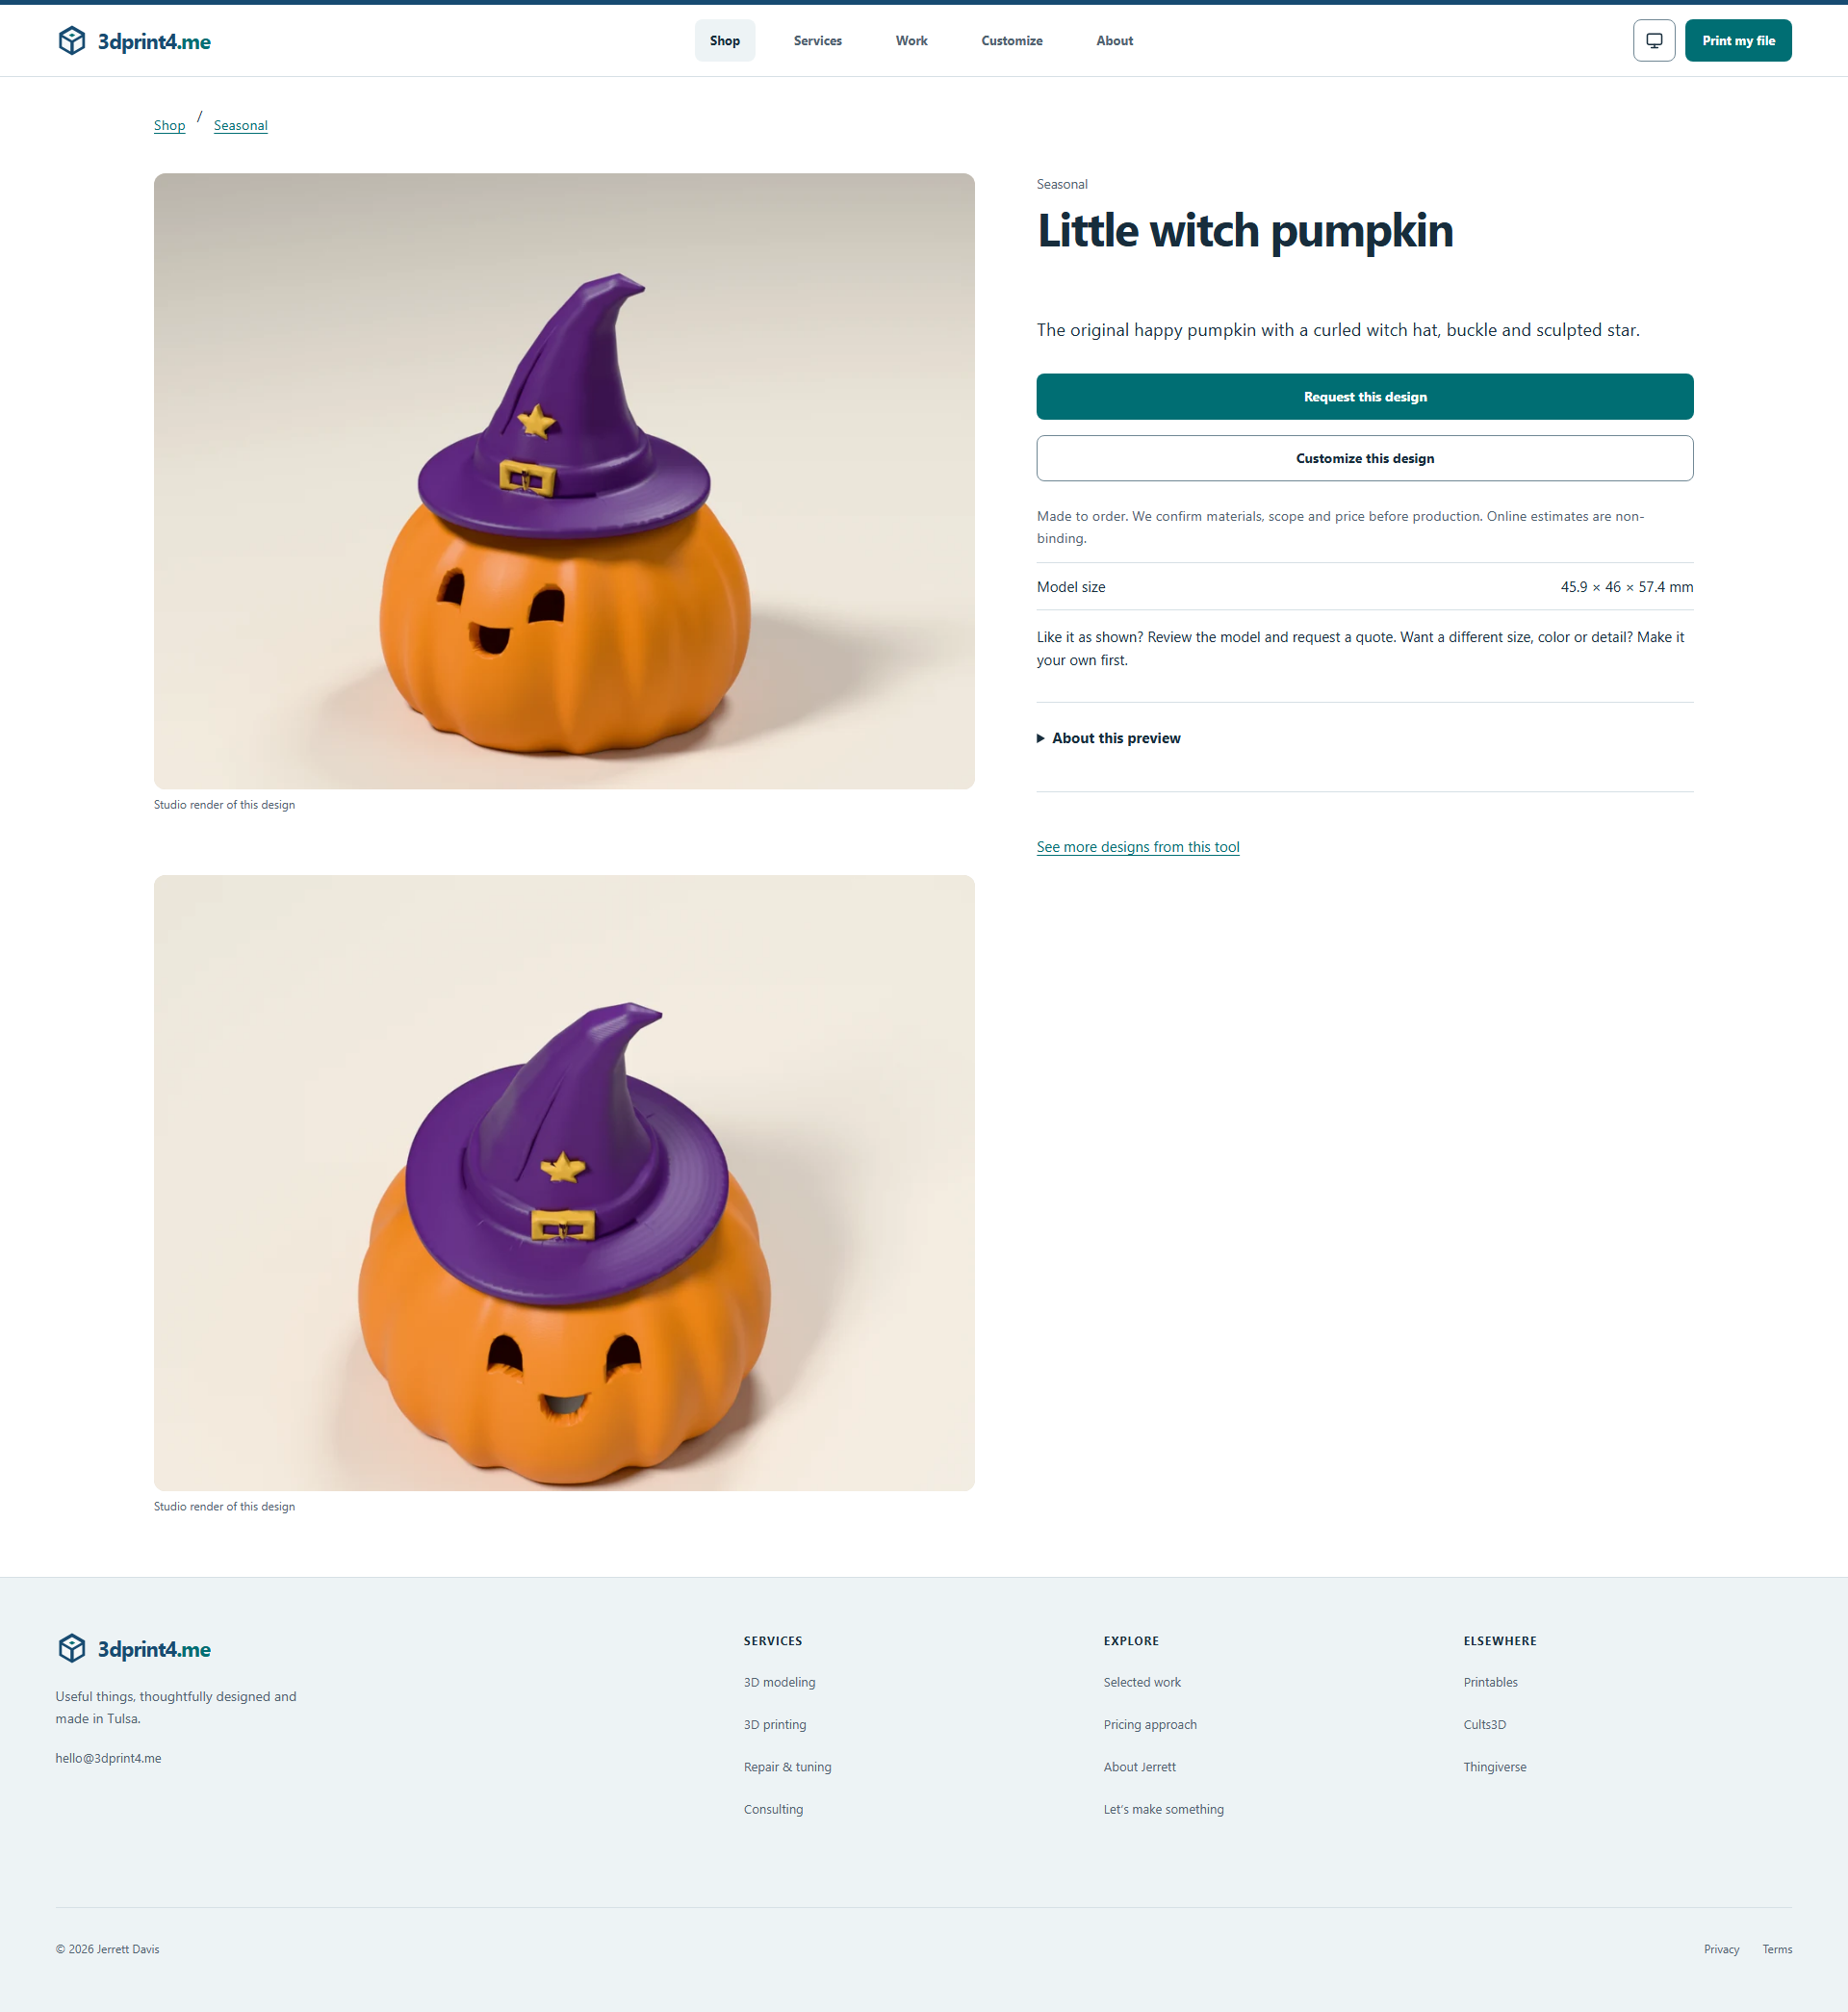 3dprint4.me
Shop
Services
Work
Customize
About
Print my file
Shop / Seasonal
Seasonal
Little witch pumpkin
The original happy pumpkin with a curled witch hat, buckle and sculpted star.
Request this design
Customize this design
Made to order. We confirm materials, scope and price before production. Online estimates are non-
binding.
Model size 45.9 × 46 × 57.4 mm
Like it as shown? Review the model and request a quote. Want a different size, color or detail? Make it
your own first.
About this preview
See more designs from this tool
Studio render of this design
Studio render of this design
3dprint4.me
Useful things, thoughtfully designed and
made in Tulsa.
hello@3dprint4.me
SERVICES
3D modeling
3D printing
Repair & tuning
Consulting
EXPLORE
Selected work
Pricing approach
About Jerrett
Let's make something
ELSEWHERE
Printables
Cults3D
Thingiverse
© 2026 Jerrett Davis
Privacy
Terms